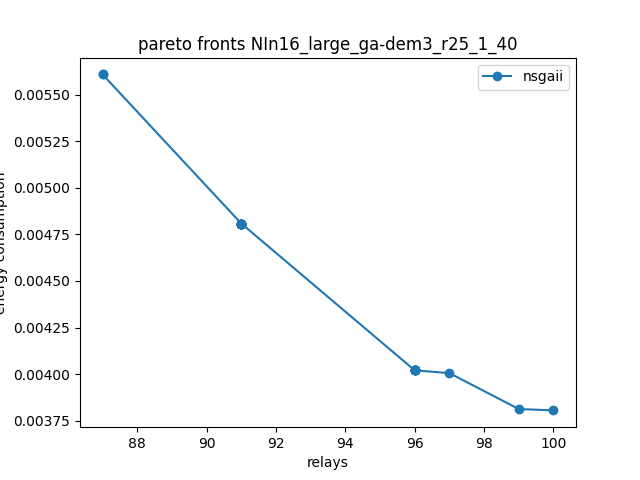 pareto fronts NIn16_large_ga-dem3_r25_1_40
nsgaii
0.00550
0.00525
0.00500
0.00475
0.00450
0.00425
0.00400
0.00375
energy consumption
88 90 92 94 96 98 100
relays